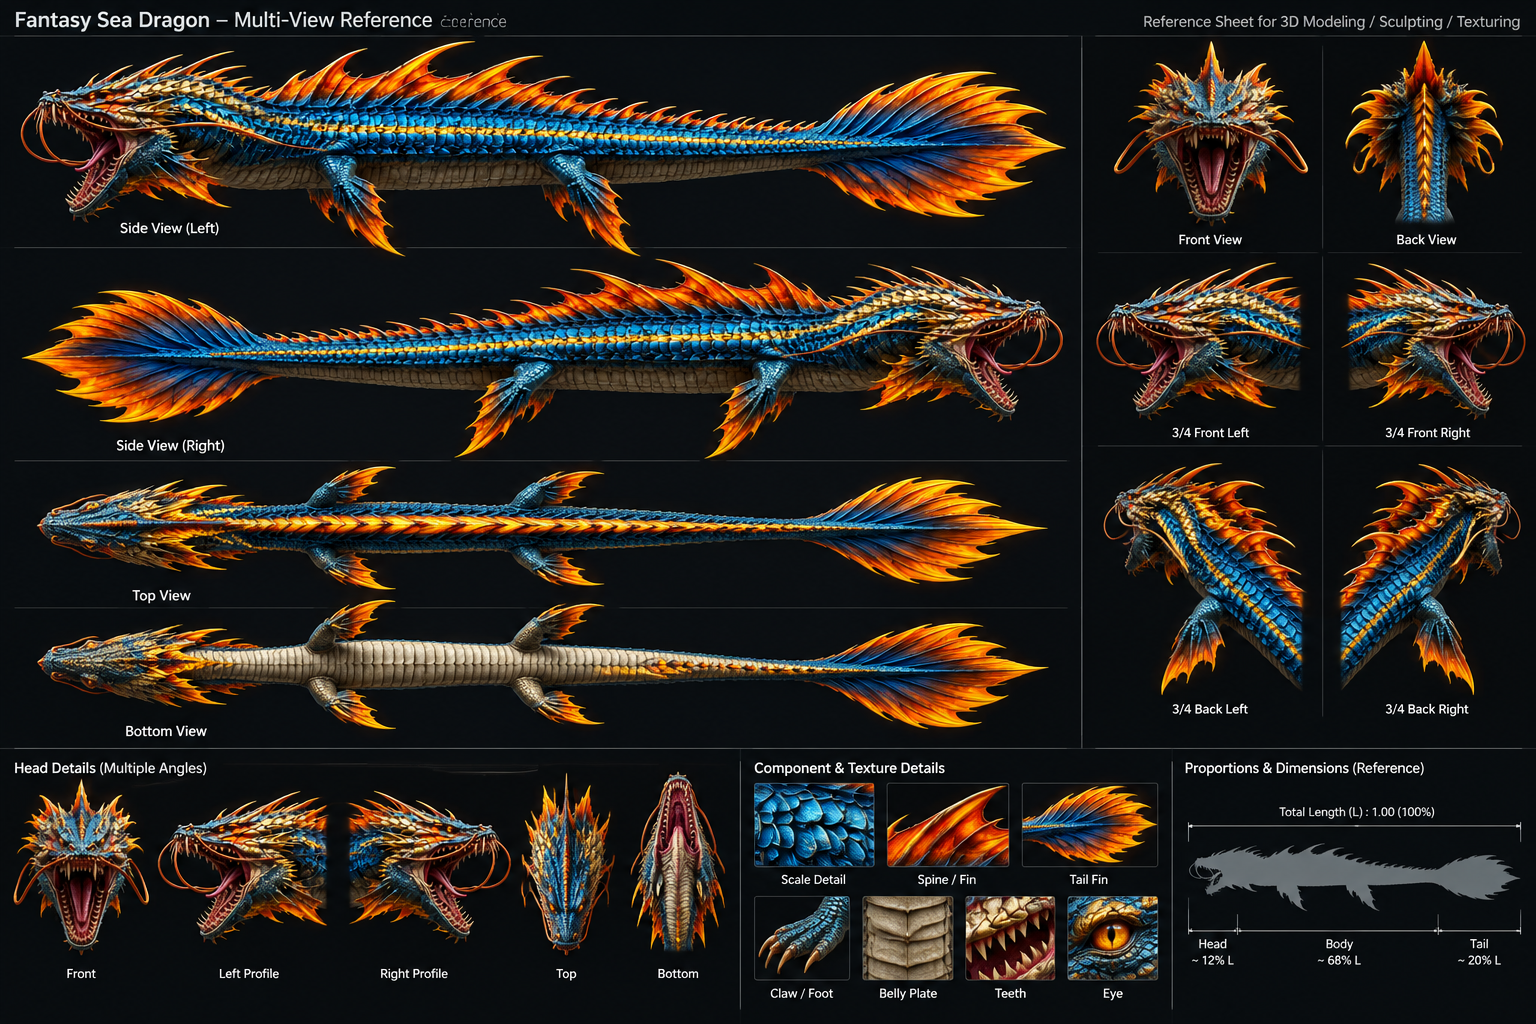 Fantasy Sea Dragon – Multi-View Reference
Reference Sheet for 3D Modeling / Sculpting / Texturing
Side View (Left)
Front View
Back View
Side View (Right)
3/4 Front Left
3/4 Front Right
Top View
Bottom View
3/4 Back Left
3/4 Back Right
Head Details (Multiple Angles)
Front
Left Profile
Right Profile
Top
Bottom
Component & Texture Details
Scale Detail
Spine / Fin
Tail Fin
Claw / Foot
Belly Plate
Teeth
Eye
Proportions & Dimensions (Reference)
Total Length (L) : 1.00 (100%)
Head
~ 12% L
Body
~ 68% L
Tail
~ 20% L